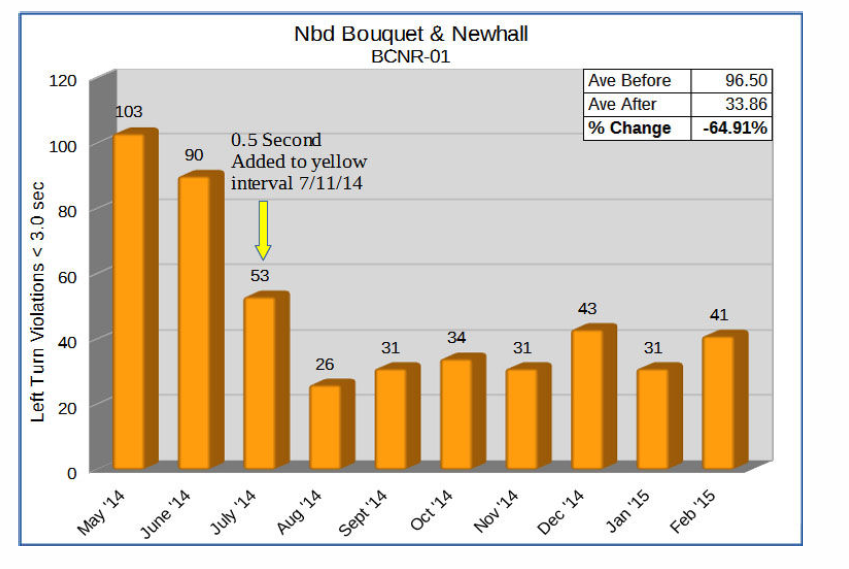 Nbd Bouquet & Newhall
BCNR-01
Ave Before 96.50
Ave After 33.86
% Change -64.91%
Left Turn Violations < 3.0 sec
120
100
80
60
40
20
0
103
90
0.5 Second
Added to yellow
interval 7/11/14
53
26
31
34
31
43
31
41
May '14
June '14
July '14
Aug '14
Sept '14
Oct '14
Nov '14
Dec '14
Jan '15
Feb '15